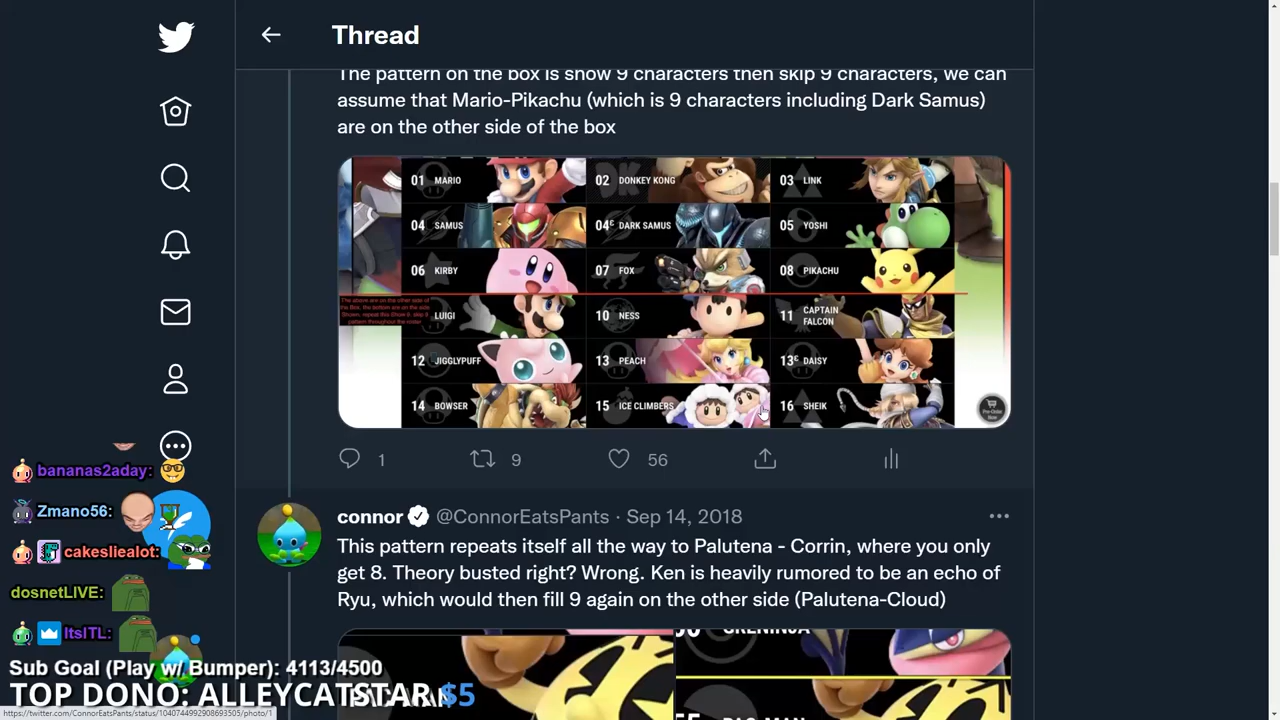 Thread
The pattern on the box is show 9 characters then skip 9 characters, we can
assume that Mario-Pikachu (which is 9 characters including Dark Samus)
are on the other side of the box
01 MARIO
02 DONKEY KONG
03 LINK
04 SAMUS
04ε DARK SAMUS
05 YOSHI
06 KIRBY
07 FOX
08 PIKACHU
LUIGI
10 NESS
11 CAPTAIN
FALCON
12 JIGGLYPUFF
13 PEACH
13ε DAISY
14 BOWSER
15 ICE CLIMBERS
16 SHEIK
1
9
56
connor @ConnorEatsPants · Sep 14, 2018
This pattern repeats itself all the way to Palutena - Corrin, where you only
get 8. Theory busted right? Wrong. Ken is heavily rumored to be an echo of
Ryu, which would then fill 9 again on the other side (Palutena-Cloud)
GRENINJA
PAC-MAN
bananas2aday:
Zmano56:
cakesliealot:
dosnetLIVE:
ItsITL:
Sub Goal (Play w/ Bumper): 4113/4500
TOP DONO: ALLEYCATSTAR $5
https://twitter.com/ConnorEatsPants/status/1040744992908693505/photo/1